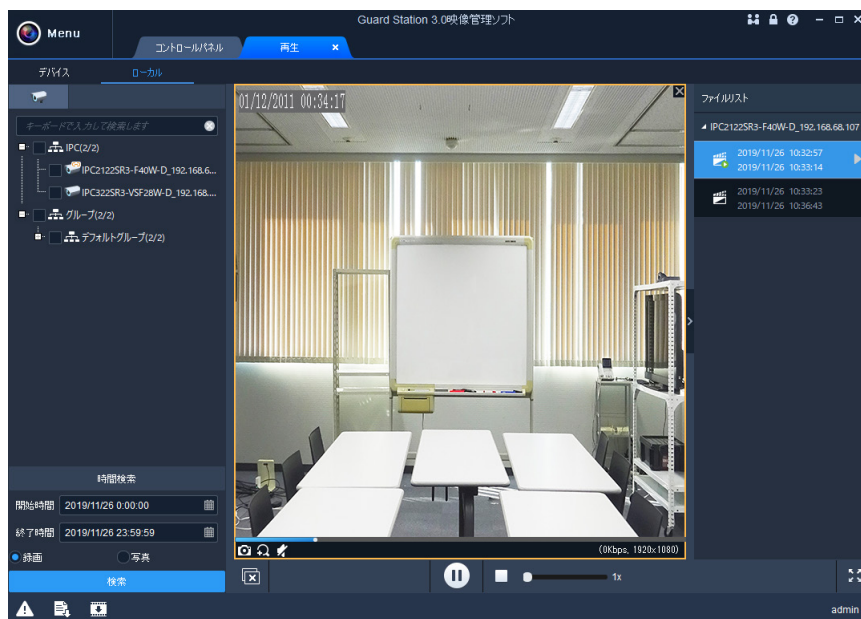 Guard Station 3.0映像管理ソフト
Menu
コントロールパネル
再生
デバイス
ローカル
キーボードで入力して検索します
IPC(2/2)
IPC2122SR3-F40W-D_192.168.6...
IPC322SR3-VSF28W-D_192.168....
グループ(2/2)
デフォルトグループ(2/2)
時間検索
開始時間 2019/11/26 0:00:00
終了時間 2019/11/26 23:59:59
録画 写真
検索
01/12/2011 00:34:17
(0Kbps, 1920×1080)
1x
ファイルリスト
IPC2122SR3-F40W-D_192.168.68.107
2019/11/26 10:32:57
2019/11/26 10:33:14
2019/11/26 10:33:23
2019/11/26 10:36:43
admin